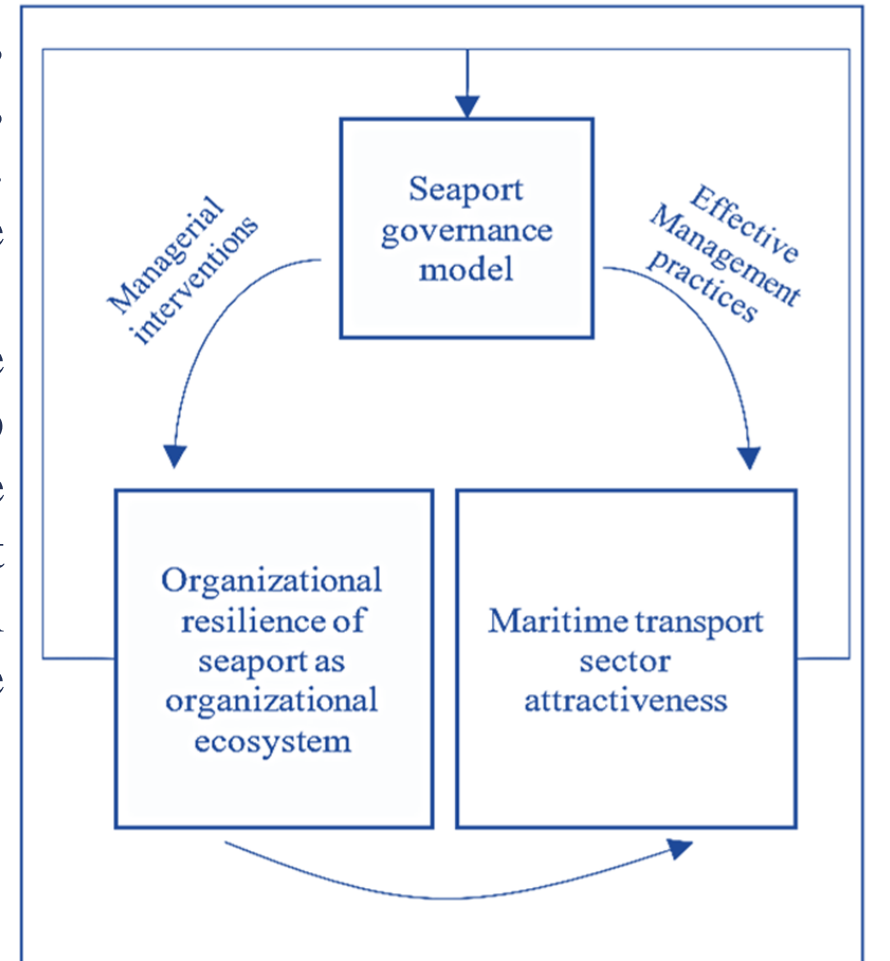 Seaport
governance
model
Managerial
interventions
Effective
Management
practices
Organizational
resilience of
seaport as
organizational
ecosystem
Maritime transport
sector
attractiveness